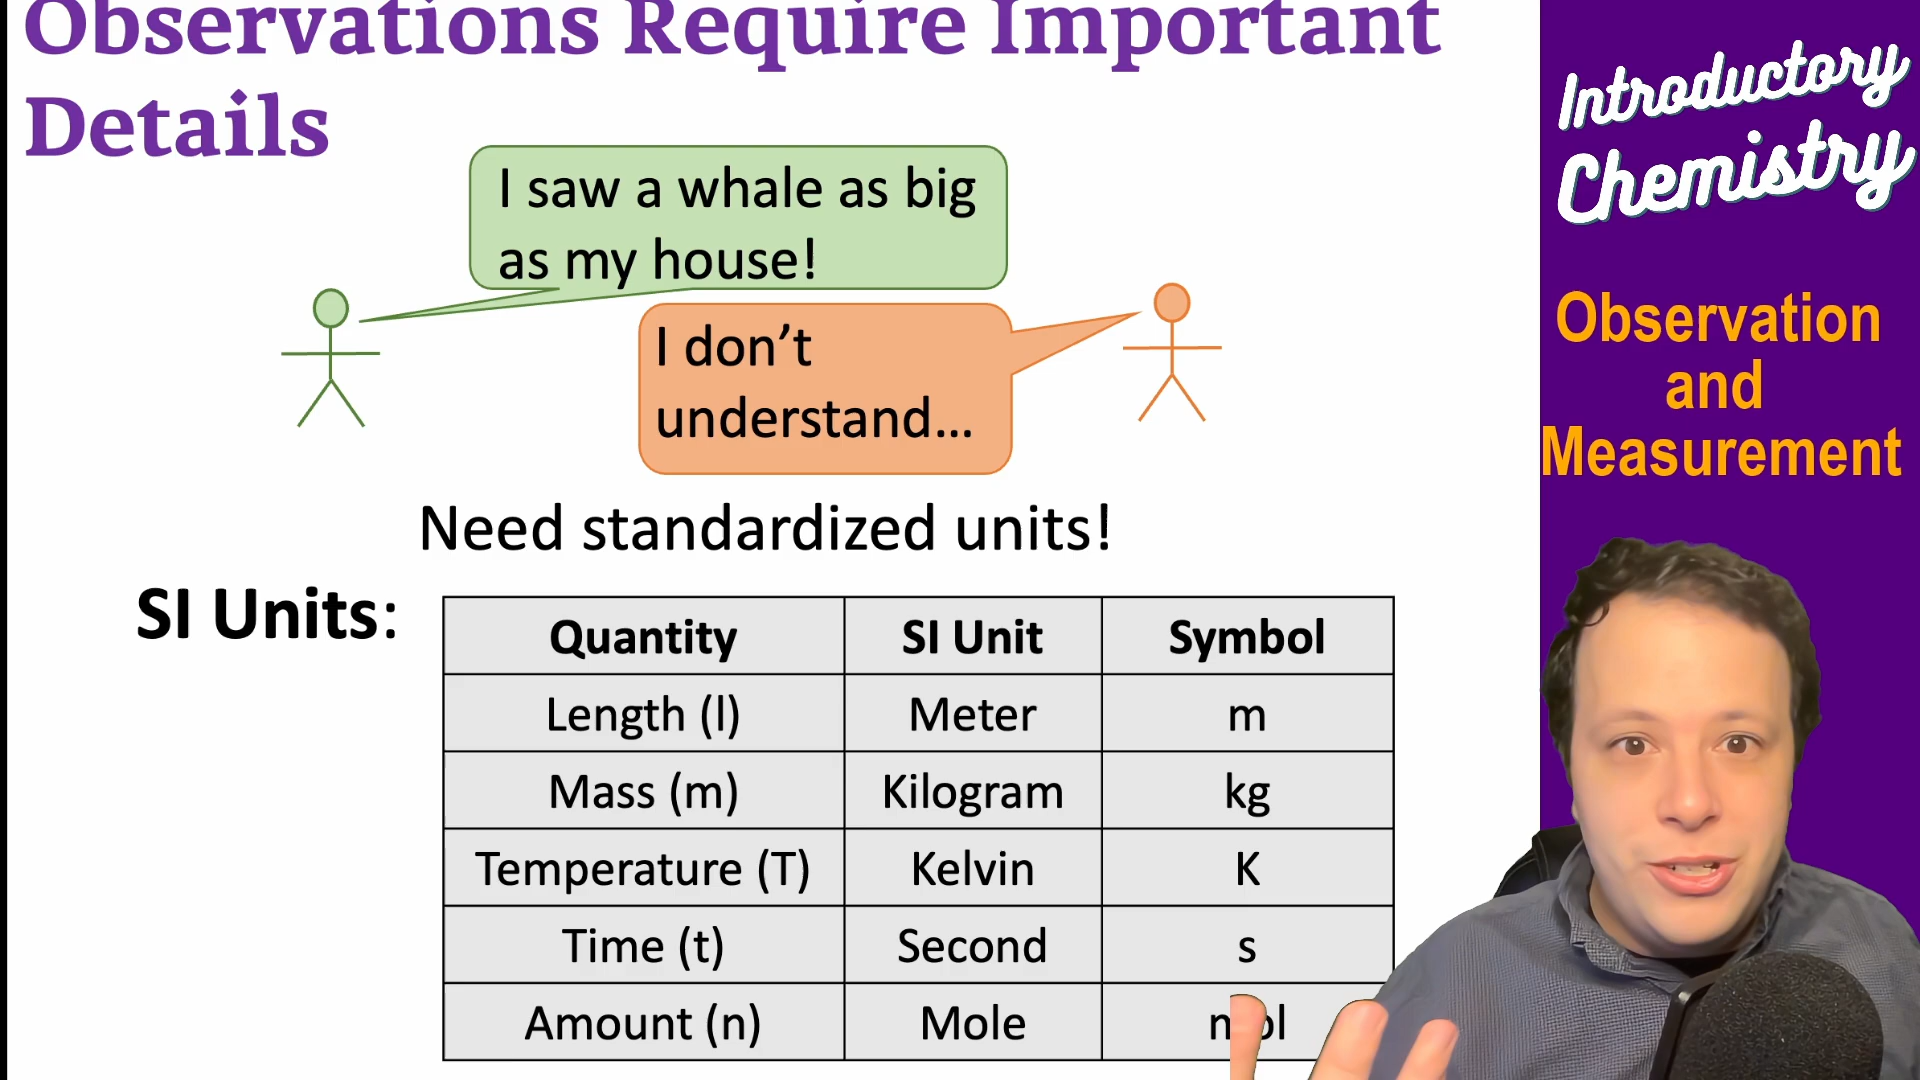 Observations Require Important
Details
I saw a whale as big
as my house!
I don’t
understand...
Need standardized units!
SI Units:
Quantity SI Unit Symbol
Length (l) Meter m
Mass (m) Kilogram kg
Temperature (T) Kelvin K
Time (t) Second s
Amount (n) Mole mol
Introductory
Chemistry
Observation
and
Measurement